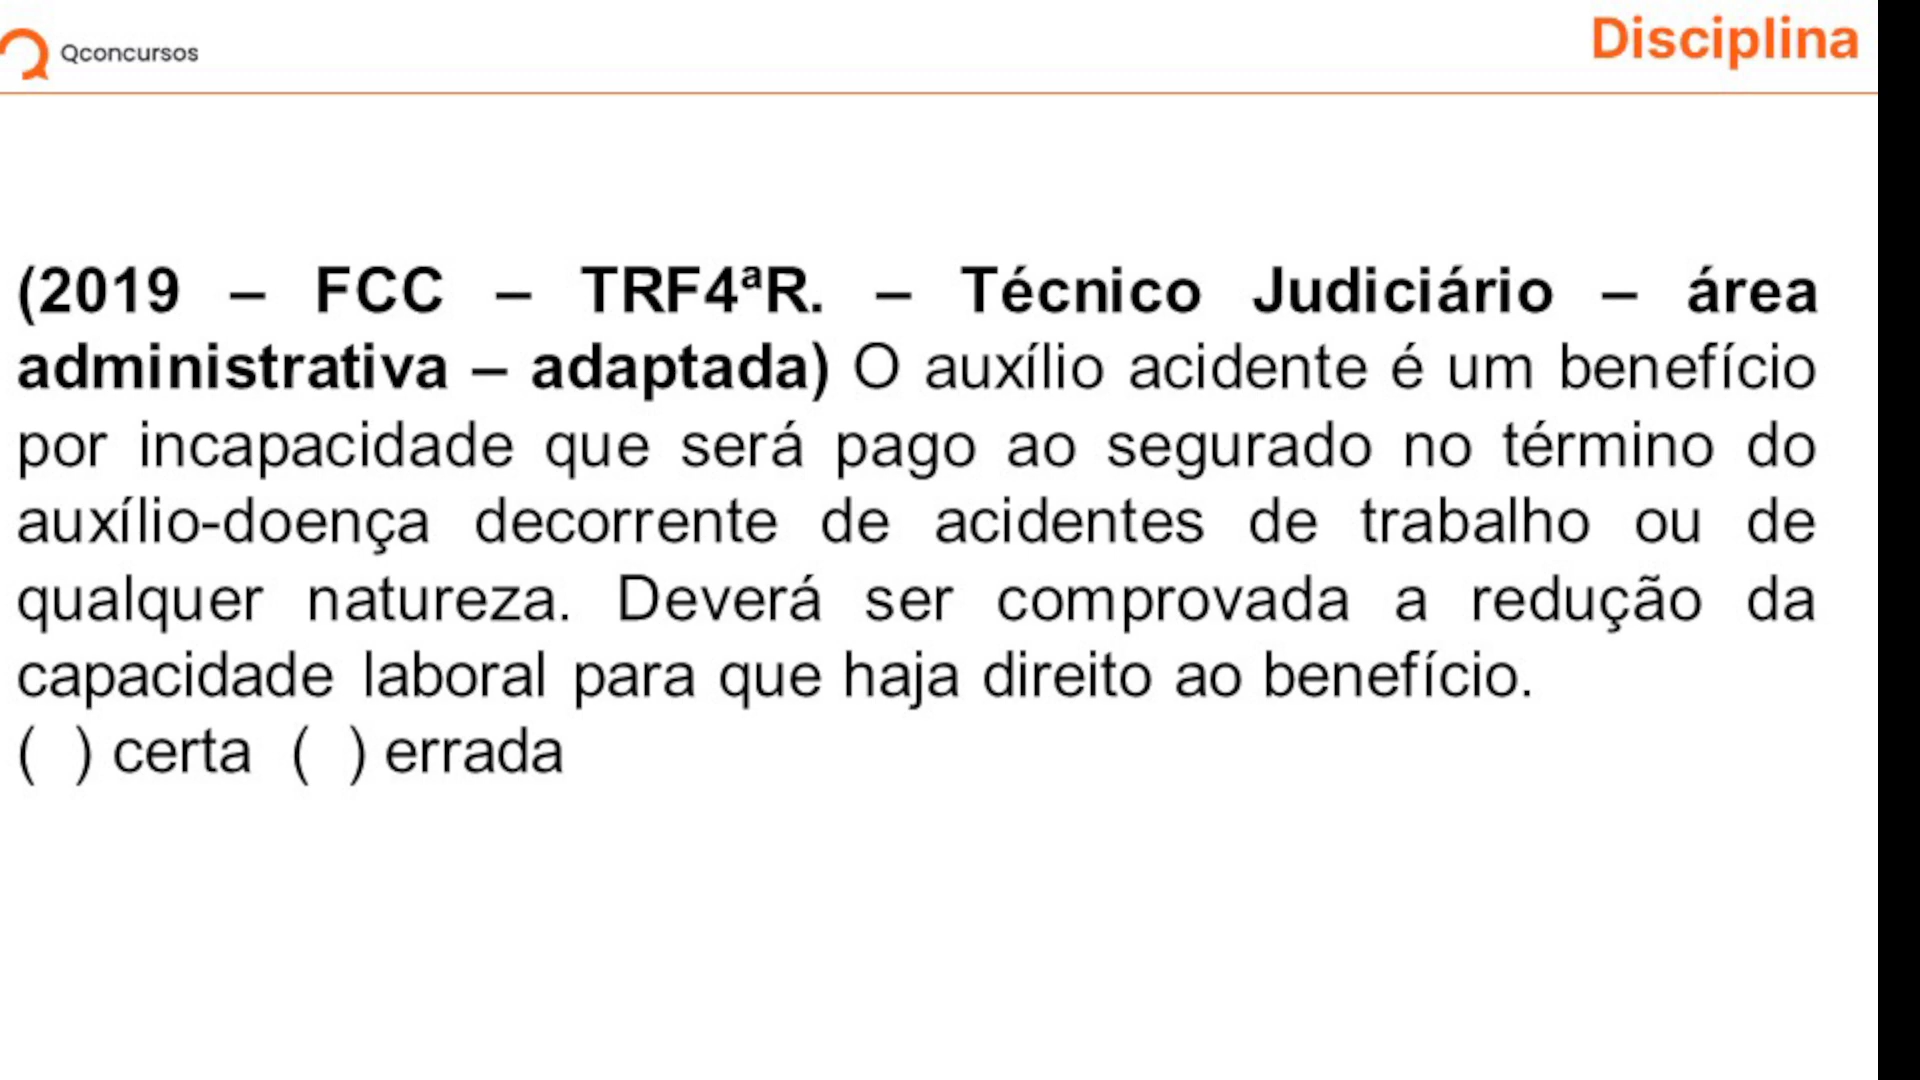 Qconcursos
Disciplina
(2019 – FCC – TRF4ªR. – Técnico Judiciário – área
administrativa – adaptada) O auxílio acidente é um benefício
por incapacidade que será pago ao segurado no término do
auxílio-doença decorrente de acidentes de trabalho ou de
qualquer natureza. Deverá ser comprovada a redução da
capacidade laboral para que haja direito ao benefício.
( ) certa ( ) errada